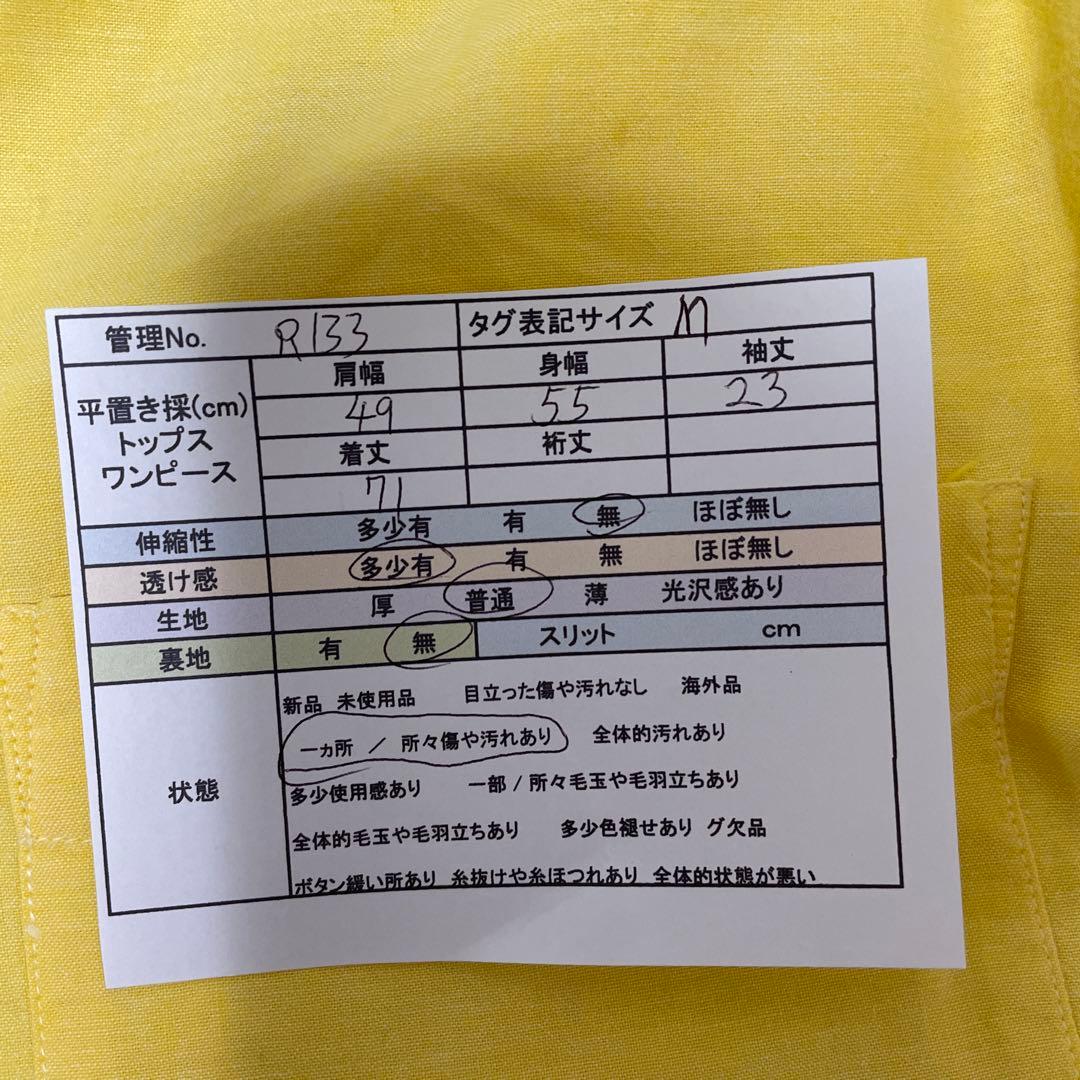 管理No. R133 タグ表記サイズ M
平置き採(cm)
トップス
ワンピース
肩幅 身幅 袖丈
49 55 23
着丈 裄丈
71
伸縮性 多少有 有 無 ほぼ無し
透け感 多少有 有 無 ほぼ無し
生地 厚 普通 薄 光沢感あり
裏地 有 無 スリット cm
状態
新品 未使用品 目立った傷や汚れなし 海外品
一ヵ所 / 所々傷や汚れあり 全体的汚れあり
多少使用感あり 一部 / 所々毛玉や毛羽立ちあり
全体的毛玉や毛羽立ちあり 多少色褪せあり グ欠品
ボタン緩い所あり 糸抜けや糸ほつれあり 全体的状態が悪い